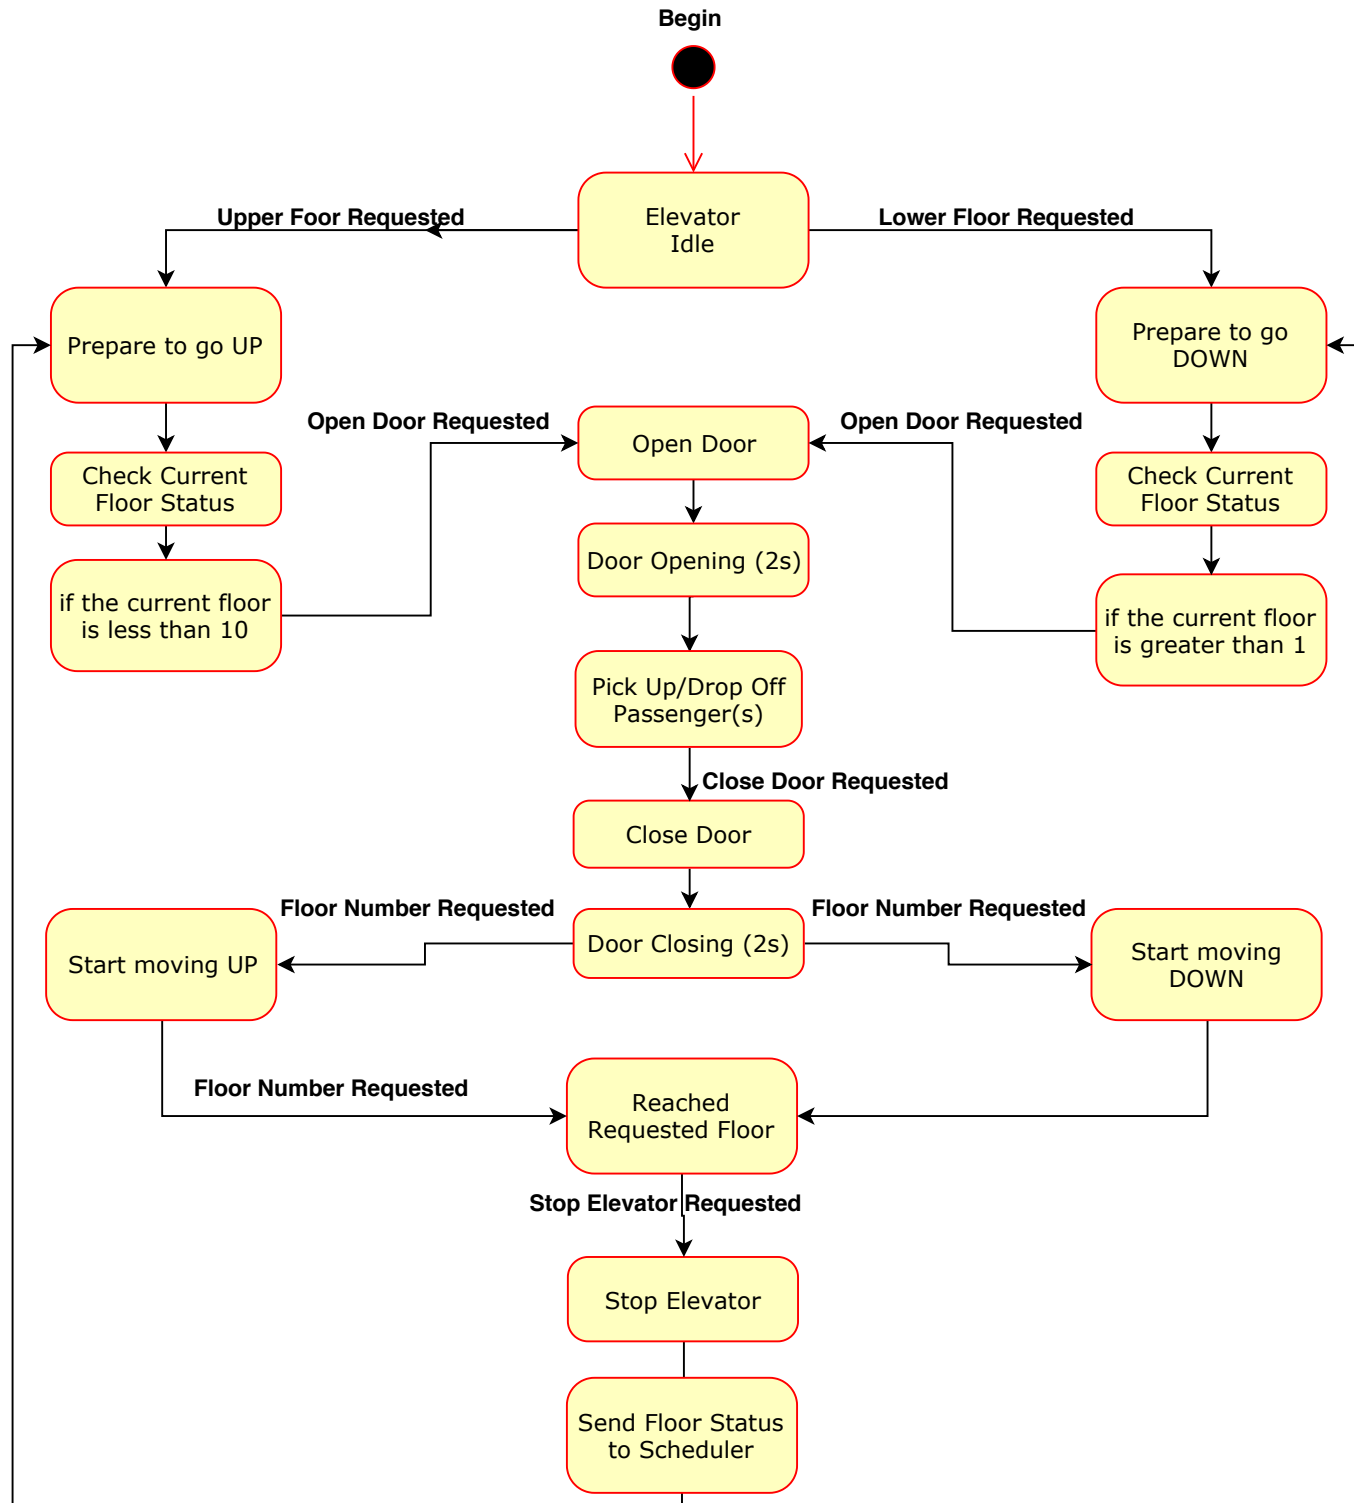 Begin
Elevator
Idle
Upper Foor Requested
Lower Floor Requested
Prepare to go UP
Prepare to go
DOWN
Open Door Requested
Open Door
Open Door Requested
Check Current
Floor Status
Check Current
Floor Status
Door Opening (2s)
if the current floor
is less than 10
if the current floor
is greater than 1
Pick Up/Drop Off
Passenger(s)
Close Door Requested
Close Door
Floor Number Requested
Floor Number Requested
Door Closing (2s)
Start moving UP
Start moving
DOWN
Floor Number Requested
Reached
Requested Floor
Stop Elevator Requested
Stop Elevator
Send Floor Status
to Scheduler